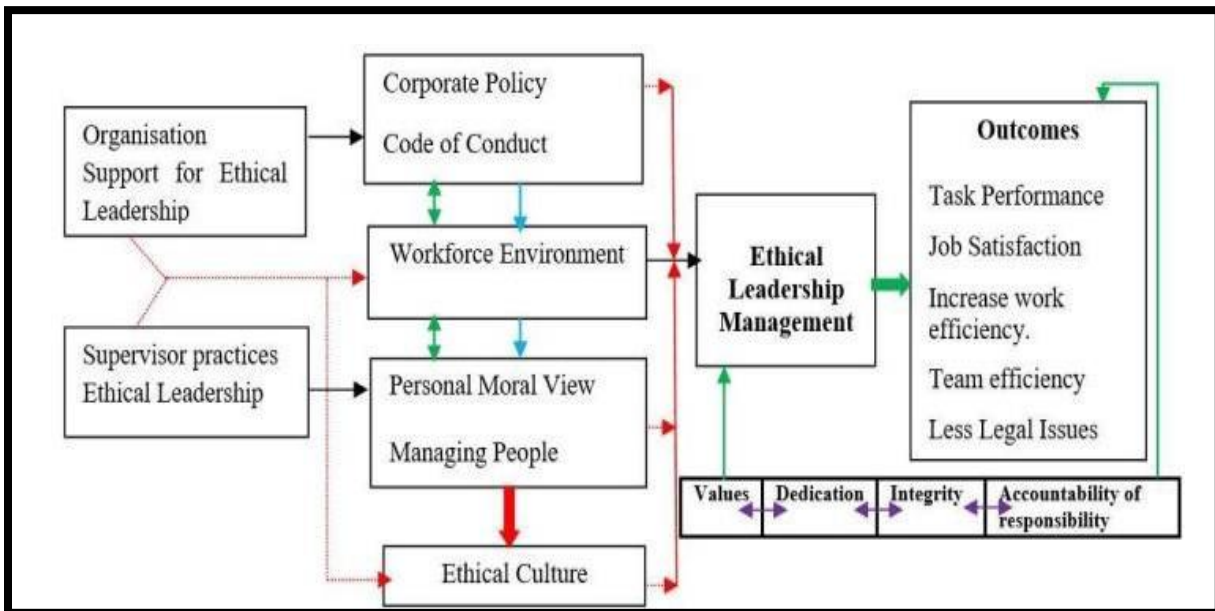 Organisation
Support for Ethical
Leadership
Supervisor practices
Ethical Leadership
Corporate Policy
Code of Conduct
Workforce Environment
Personal Moral View
Managing People
Ethical Culture
Ethical
Leadership
Management
Outcomes
Task Performance
Job Satisfaction
Increase work
efficiency.
Team efficiency
Less Legal Issues
Values
Dedication
Integrity
Accountability of
responsibility